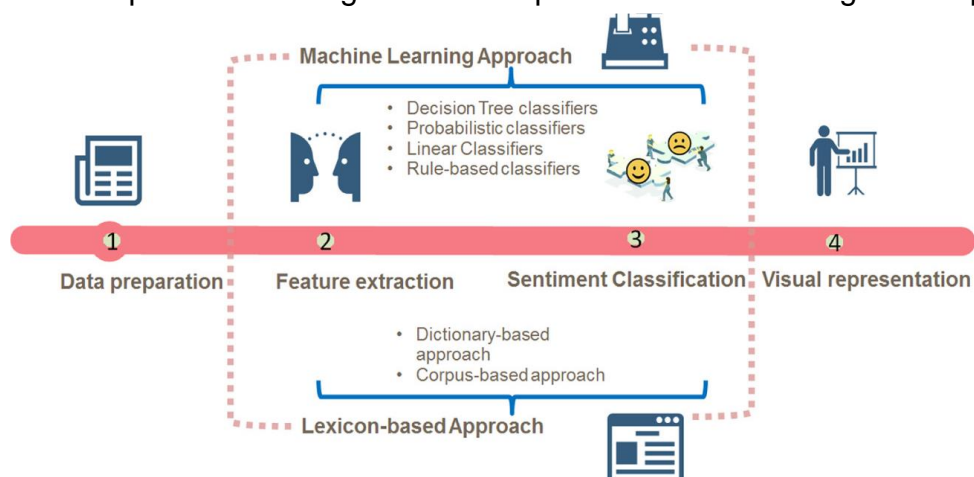 Machine Learning Approach
• Decision Tree classifiers
• Probabilistic classifiers
• Linear Classifiers
• Rule-based classifiers
1
2
3
4
Data preparation
Feature extraction
Sentiment Classification
Visual representation
• Dictionary-based
approach
• Corpus-based approach
Lexicon-based Approach